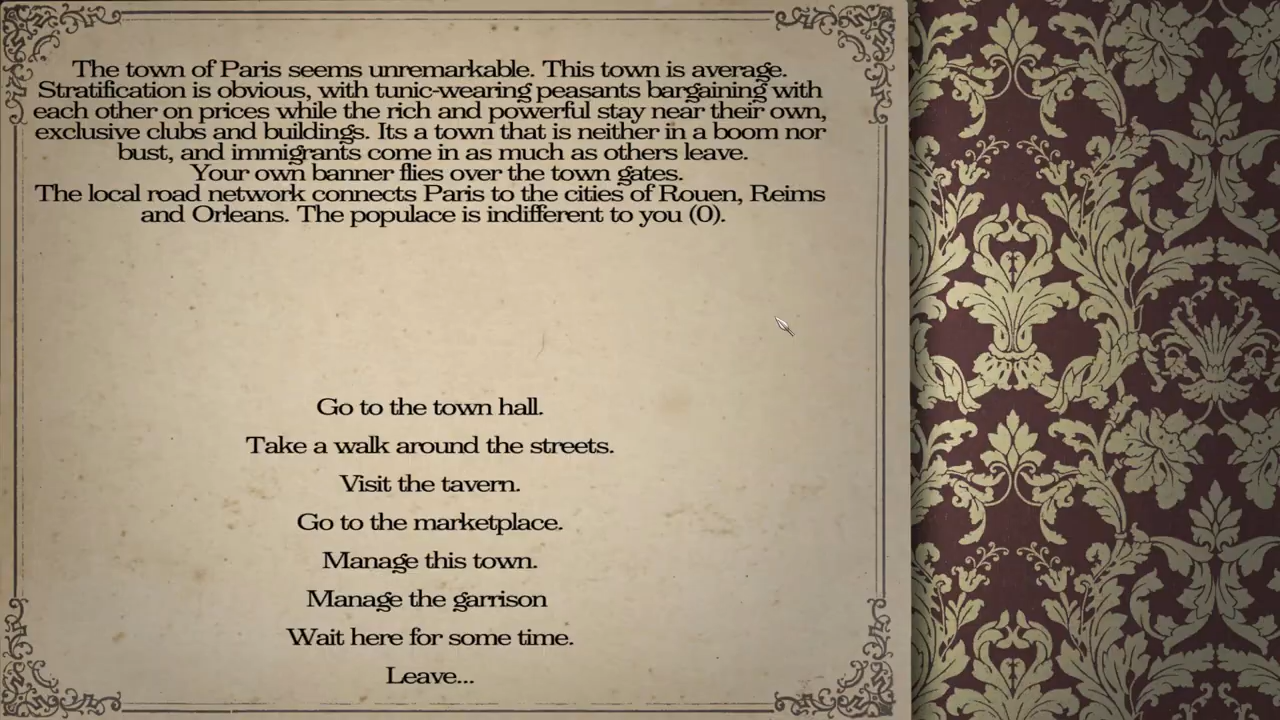 The town of Paris seems unremarkable. This town is average.
Stratification is obvious, with tunic-wearing peasants bargaining with
each other on prices while the rich and powerful stay near their own,
exclusive clubs and buildings. Its a town that is neither in a boom nor
bust, and immigrants come in as much as others leave.
Your own banner flies over the town gates.
The local road network connects Paris to the cities of Rouen, Reims
and Orleans. The populace is indifferent to you (0).
Go to the town hall.
Take a walk around the streets.
Visit the tavern.
Go to the marketplace.
Manage this town.
Manage the garrison
Wait here for some time.
Leave...